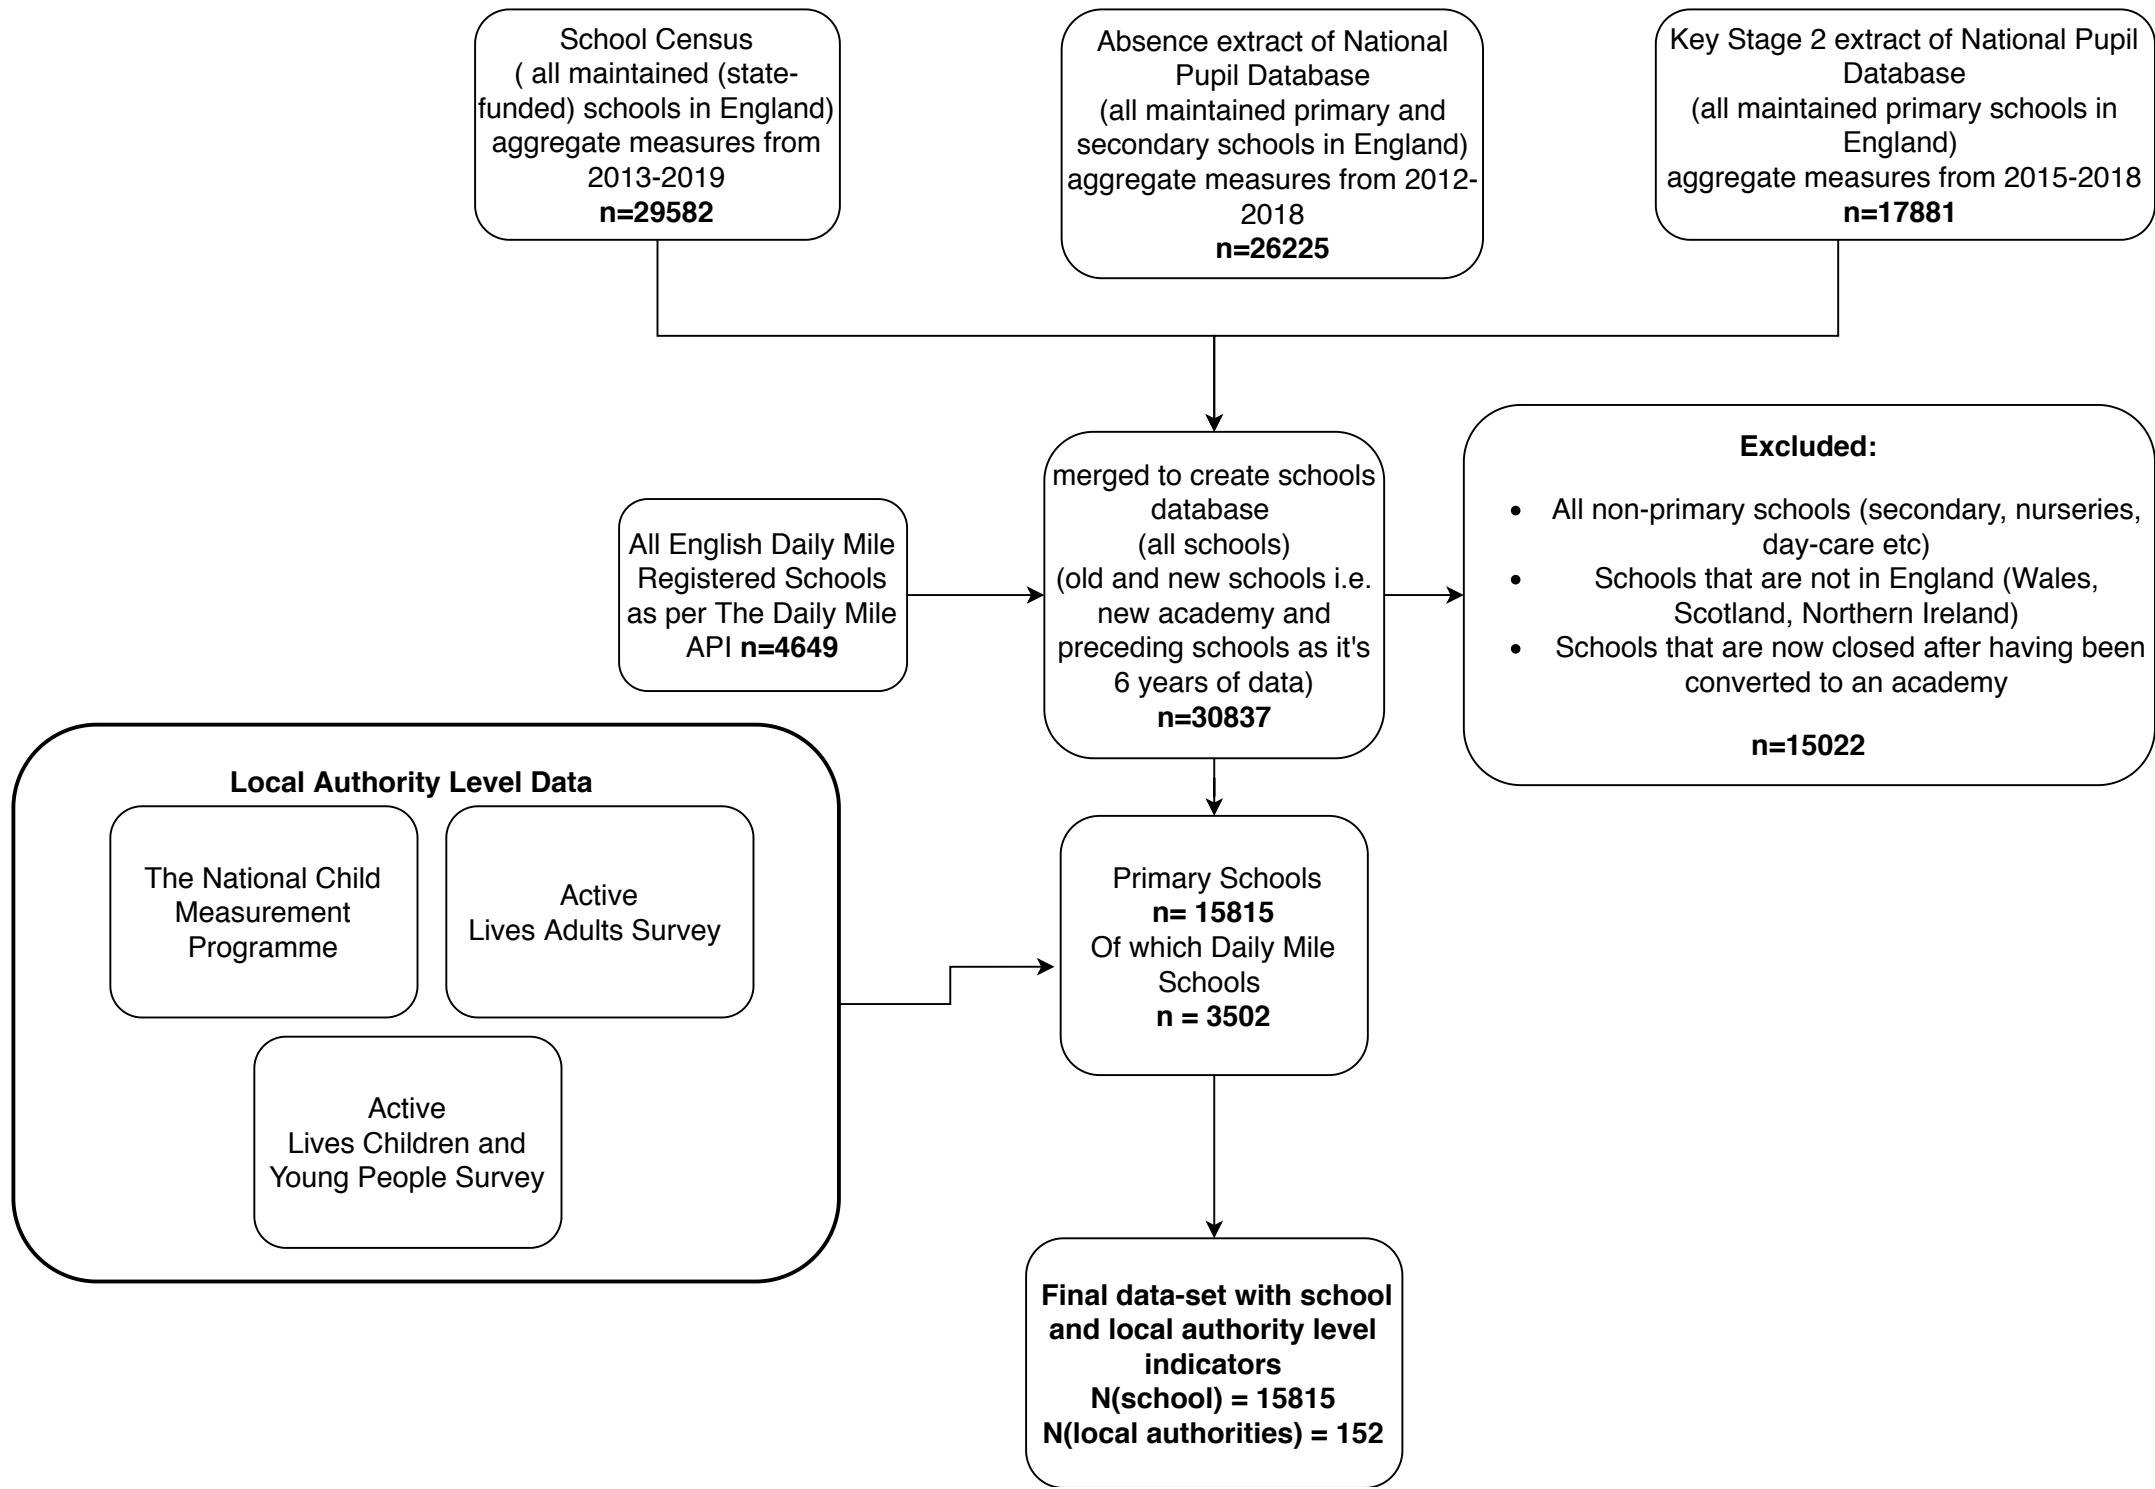 School Census
( all maintained (state-
funded) schools in England)
aggregate measures from
2013-2019
n=29582
Absence extract of National
Pupil Database
(all maintained primary and
secondary schools in England)
aggregate measures from 2012-
2018
n=26225
Key Stage 2 extract of National Pupil
Database
(all maintained primary schools in
England)
aggregate measures from 2015-2018
n=17881
All English Daily Mile
Registered Schools
as per The Daily Mile
API n=4649
merged to create schools
database
(all schools)
(old and new schools i.e.
new academy and
preceding schools as it's
6 years of data)
n=30837
Excluded:
• All non-primary schools (secondary, nurseries,
day-care etc)
• Schools that are not in England (Wales,
Scotland, Northern Ireland)
• Schools that are now closed after having been
converted to an academy
n=15022
Local Authority Level Data
The National Child
Measurement
Programme
Active
Lives Adults Survey
Active
Lives Children and
Young People Survey
Primary Schools
n= 15815
Of which Daily Mile
Schools
n = 3502
Final data-set with school
and local authority level
indicators
N(school) = 15815
N(local authorities) = 152